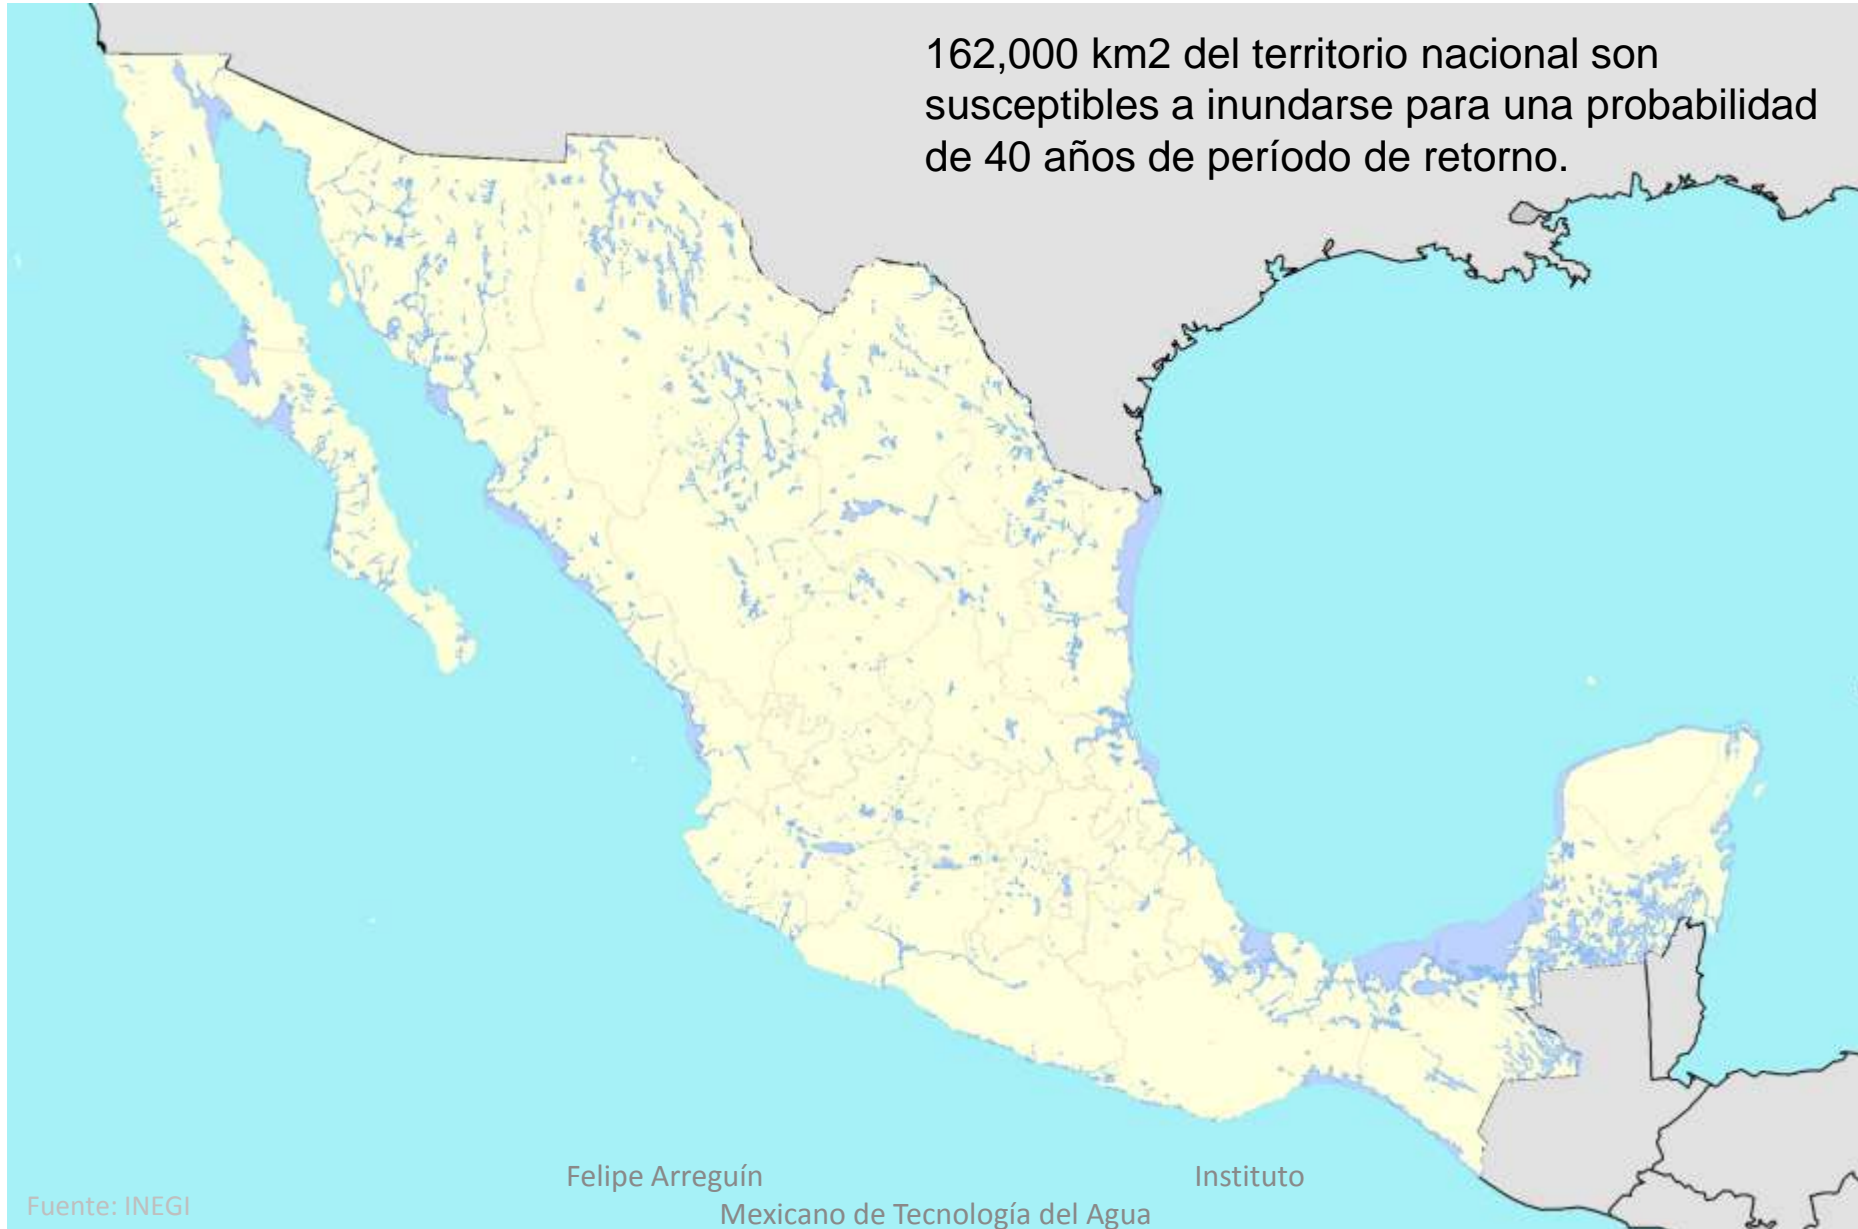 162,000 km2 del territorio nacional son
susceptibles a inundarse para una probabilidad
de 40 años de período de retorno.
Felipe Arreguín Instituto
Mexicano de Tecnología del Agua
Fuente: INEGI